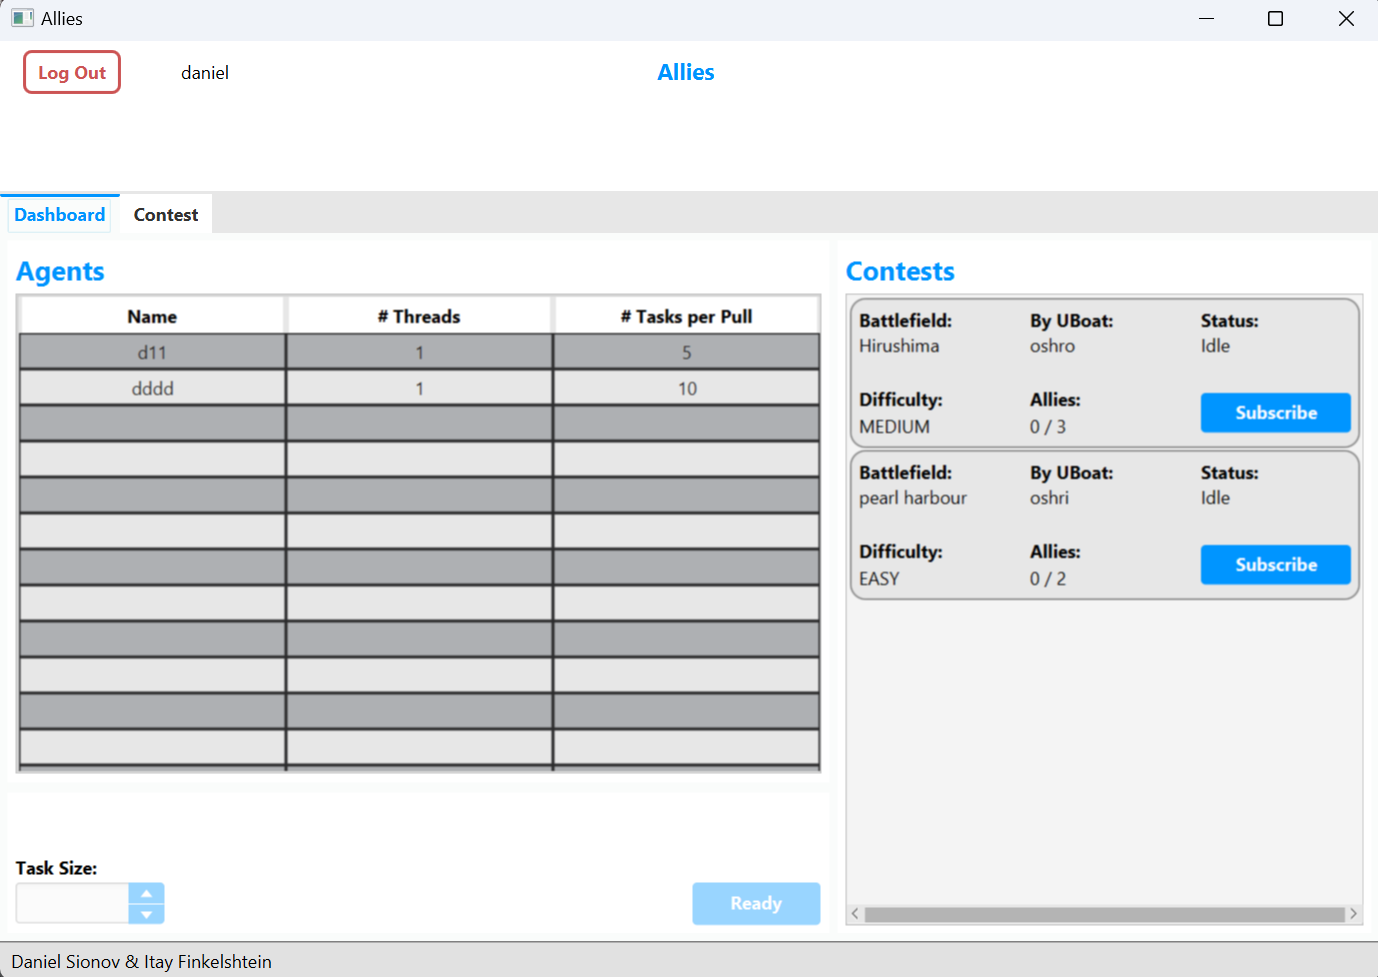 Allies
Log Out daniel Allies
Dashboard Contest
Agents
Name # Threads # Tasks per Pull
d11 1 5
dddd 1 10
Task Size:
Ready
Contests
Battlefield: By UBoat: Status:
Hirushima oshro Idle
Difficulty: Allies:
MEDIUM 0 / 3 Subscribe
Battlefield: By UBoat: Status:
pearl harbour oshri Idle
Difficulty: Allies:
EASY 0 / 2 Subscribe
Daniel Sionov & Itay Finkelshtein